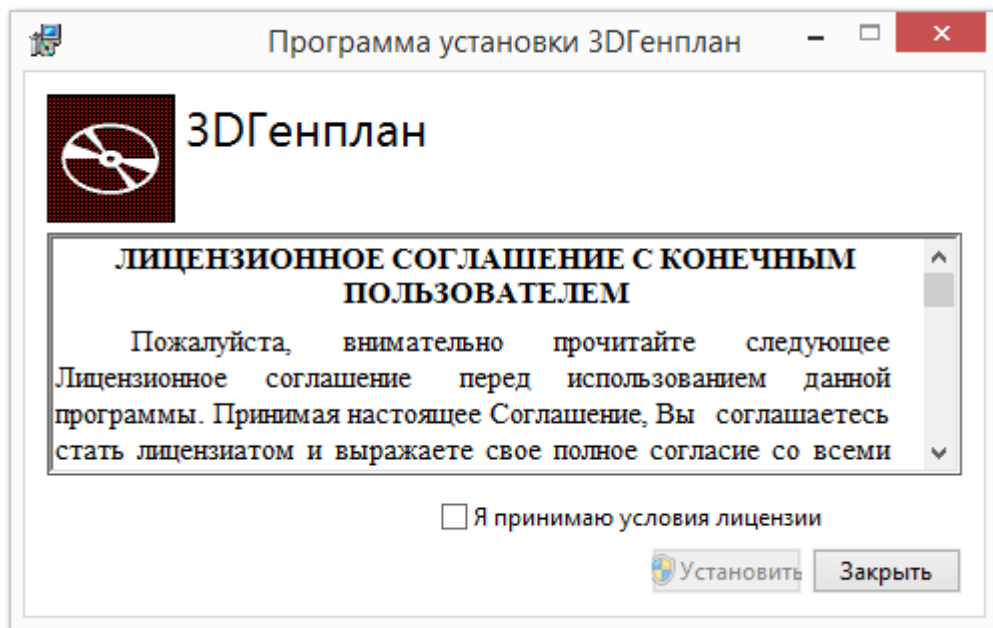 Программа установки 3DГенплан
3DГенплан
ЛИЦЕНЗИОННОЕ СОГЛАШЕНИЕ С КОНЕЧНЫМ
ПОЛЬЗОВАТЕЛЕМ
Пожалуйста, внимательно прочитайте следующее
Лицензионное соглашение перед использованием данной
программы. Принимая настоящее Соглашение, Вы соглашаетесь
стать лицензиатом и выражаете свое полное согласие со всеми
Я принимаю условия лицензии
Установить
Закрыть